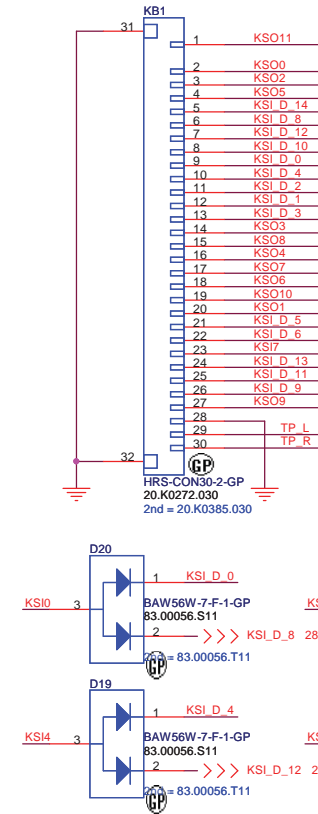 KB1
31
1 KSO11
2 KSO0
3 KSO2
4 KSO5
5 KSI_D_14
6 KSI_D_8
7 KSI_D_12
8 KSI_D_10
9 KSI_D_0
10 KSI_D_4
11 KSI_D_2
12 KSI_D_1
13 KSI_D_3
14 KSO3
15 KSO8
16 KSO4
17 KSO7
18 KSO6
19 KSO10
20 KSO1
21 KSI_D_5
22 KSI_D_6
23 KSI7
24 KSI_D_13
25 KSI_D_11
26 KSI_D_9
27 KSO9
28
29 TP_L
30 TP_R
32
GP
HRS-CON30-2-GP
20.K0272.030
2nd = 20.K0385.030
D20
1 KSI_D_0
KSI0 3
BAW56W-7-F-1-GP
83.00056.S11
2 KSI_D_8 28
2nd = 83.00056.T11
GP
D19
1 KSI_D_4
KSI4 3
BAW56W-7-F-1-GP
83.00056.S11
2 KSI_D_12 2
2nd = 83.00056.T11
GP